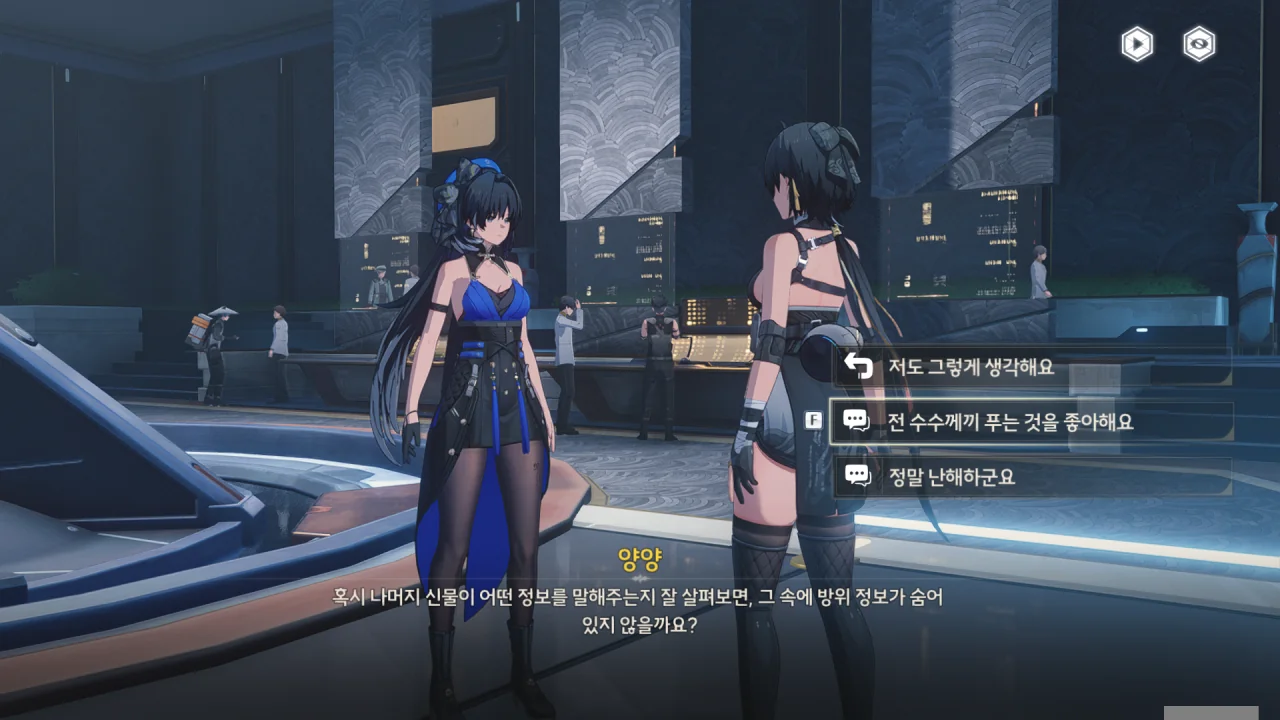 저도 그렇게 생각해요
F
전 수수께끼 푸는 것을 좋아해요
정말 난해하군요
양양
혹시 나머지 신물이 어떤 정보를 말해주는지 잘 살펴보면, 그 속에 방위 정보가 숨어
있지 않을까요?